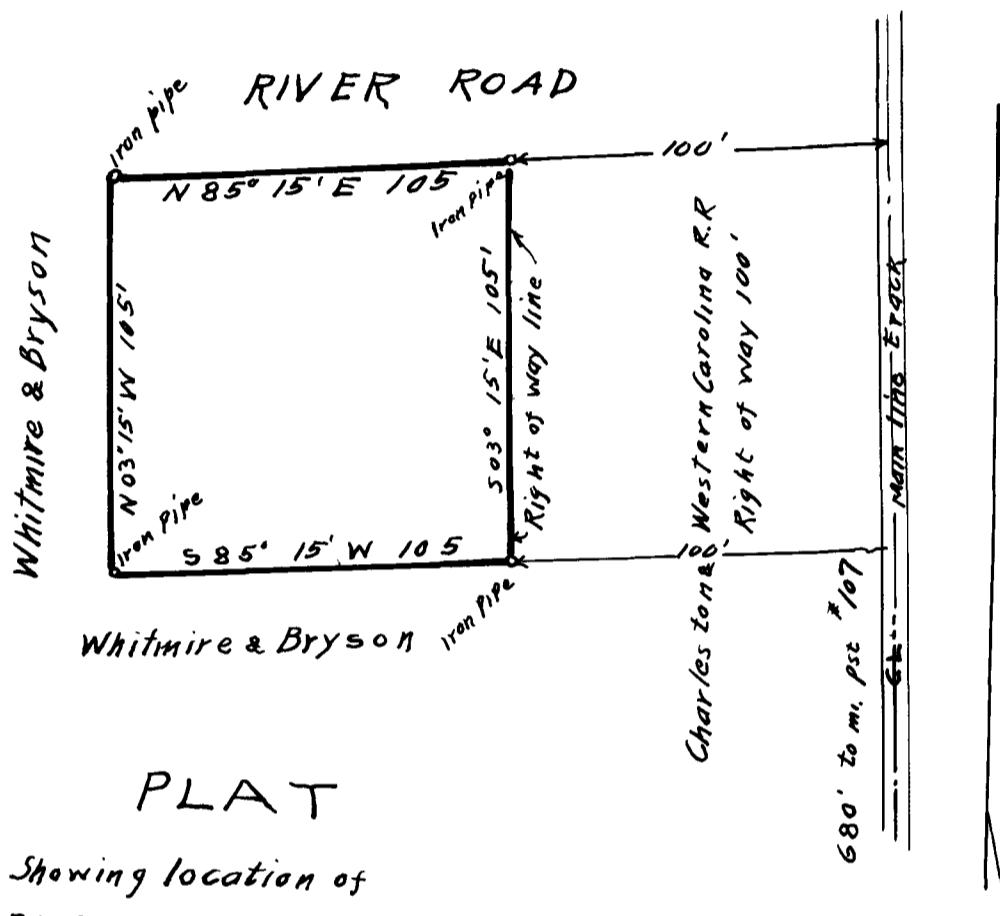 RIVER ROAD
Iron pipe
N 85° 15' E 105
Iron pipe
100'
Whitmire & Bryson
N 03° 15' W 105'
S 03° 15' E 105'
Right of way line
Charleston & Western Carolina R.R
Right of Way 100'
Main line track
Iron pipe
S 85° 15' W 105
100'
Iron pipe
Whitmire & Bryson
680' to mi. pst #107
PLAT
Showing location of